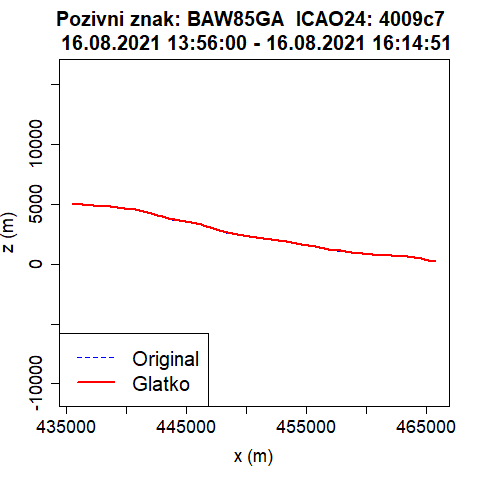 Pozivni znak: BAW85GA  ICAO24: 4009c7
16.08.2021 13:56:00 - 16.08.2021 16:14:51
z (m)
10000
5000
0
-10000
Original
Glatko
435000
445000
455000
465000
x (m)